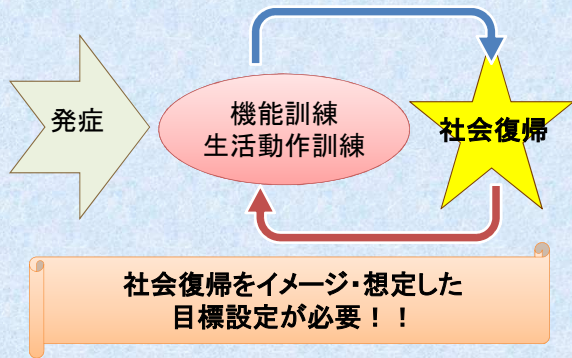 発症
機能訓練
生活動作訓練
社会復帰
社会復帰をイメージ・想定した
目標設定が必要！！